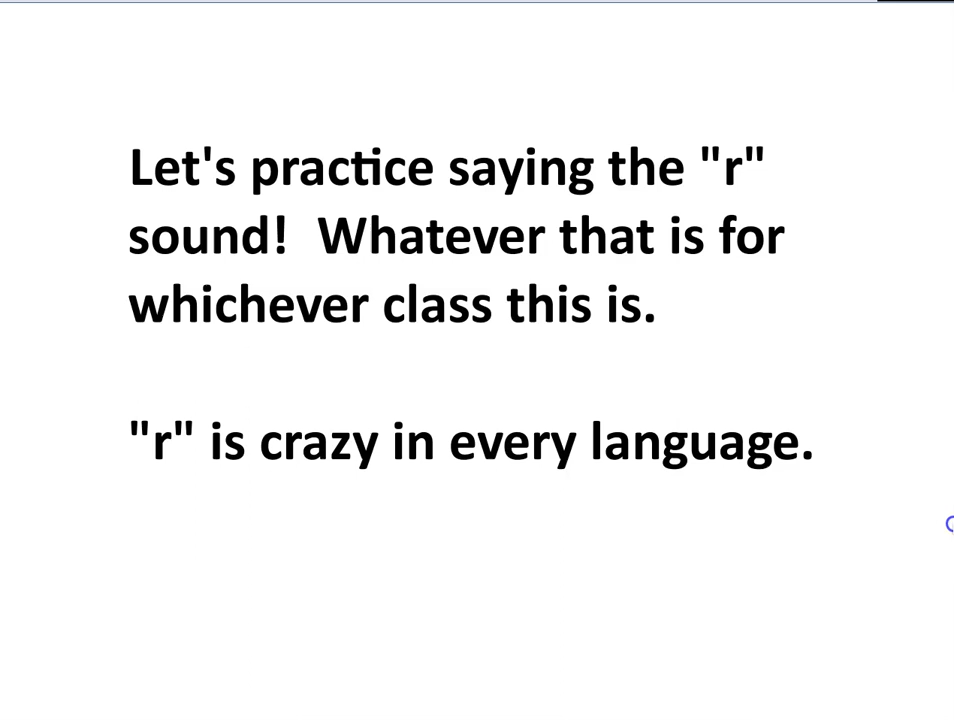 Let's practice saying the "r"
sound!  Whatever that is for
whichever class this is.
"r" is crazy in every language.